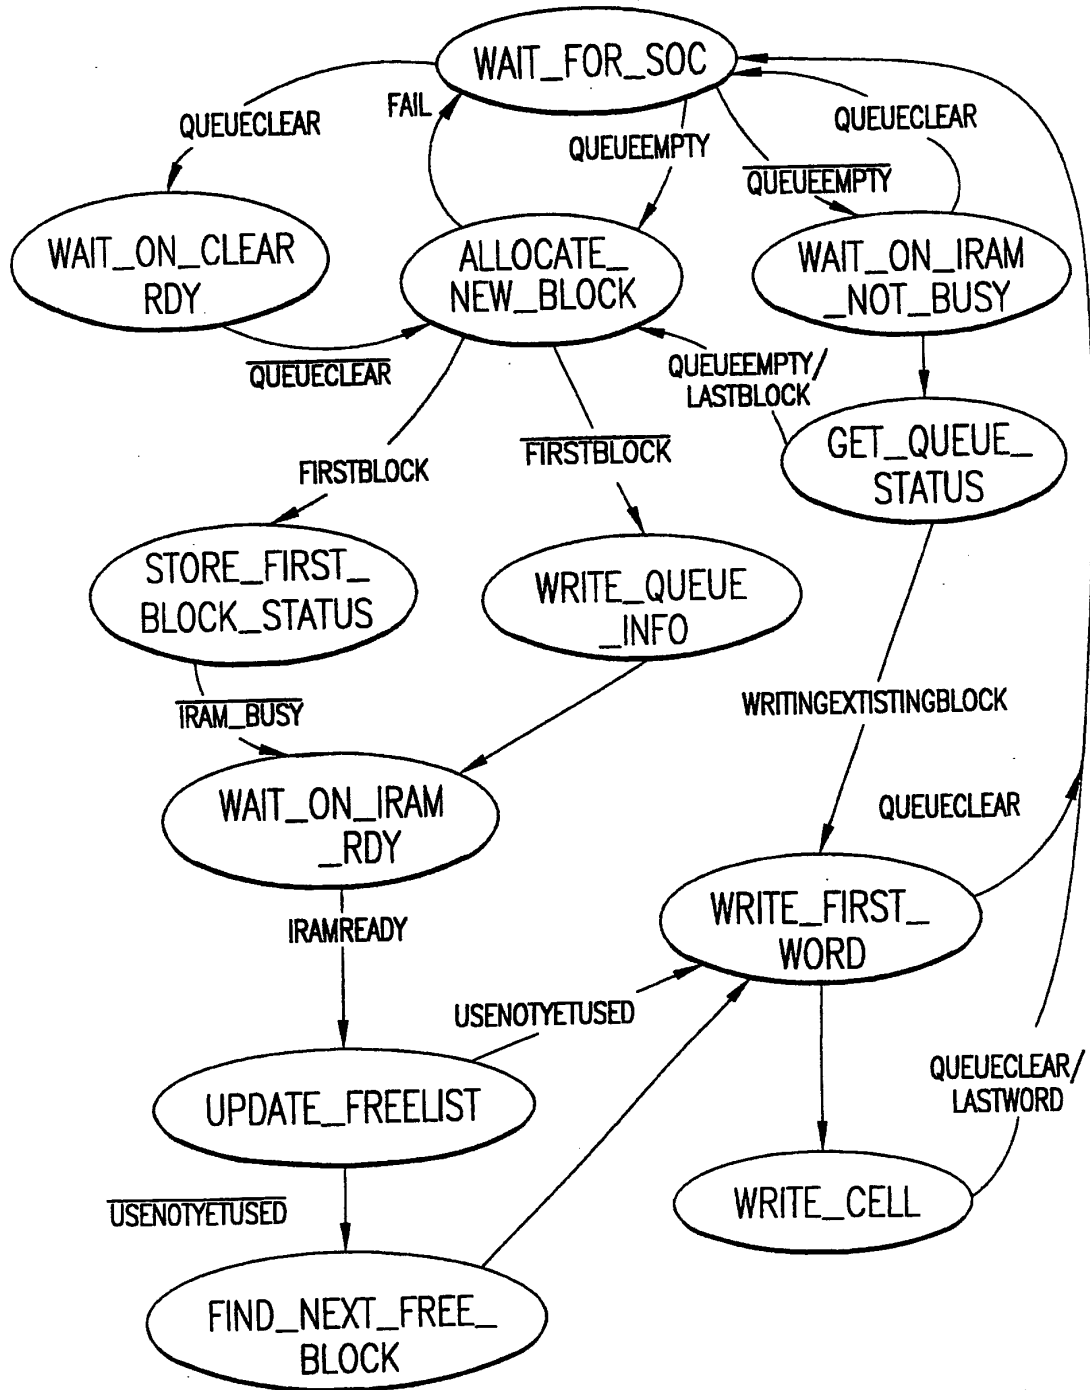 WAIT_FOR_SOC
FAIL
QUEUECLEAR
QUEUECLEAR
QUEUEEMPTY
QUEUEEMPTY
WAIT_ON_CLEAR
RDY
ALLOCATE_
NEW_BLOCK
WAIT_ON_IRAM
_NOT_BUSY
QUEUECLEAR
QUEUEEMPTY/
LASTBLOCK
GET_QUEUE_
STATUS
FIRSTBLOCK
FIRSTBLOCK
STORE_FIRST_
BLOCK_STATUS
WRITE_QUEUE
_INFO
IRAM_BUSY
WRITINGEXTISTINGBLOCK
WAIT_ON_IRAM
_RDY
QUEUECLEAR
WRITE_FIRST_
WORD
IRAMREADY
USENOTYETUSED
UPDATE_FREELIST
QUEUECLEAR/
LASTWORD
WRITE_CELL
USENOTYETUSED
FIND_NEXT_FREE_
BLOCK